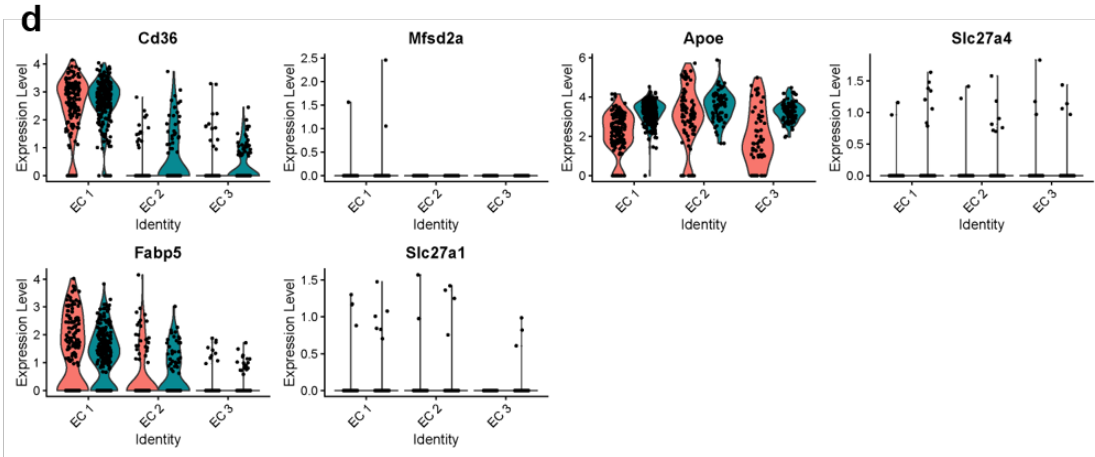 d
Cd36
Mfsd2a
Apoe
Slc27a4
Expression Level
4
3
2
1
0
EC 1
EC 2
EC 3
Identity
Expression Level
2.5
2.0
1.5
1.0
0.5
0.0
EC 1
EC 2
EC 3
Identity
Expression Level
6
4
2
0
EC 1
EC 2
EC 3
Identity
Expression Level
1.5
1.0
0.5
0.0
EC 1
EC 2
EC 3
Identity
Fabp5
Slc27a1
Expression Level
4
3
2
1
0
EC 1
EC 2
EC 3
Identity
Expression Level
1.5
1.0
0.5
0.0
EC 1
EC 2
EC 3
Identity